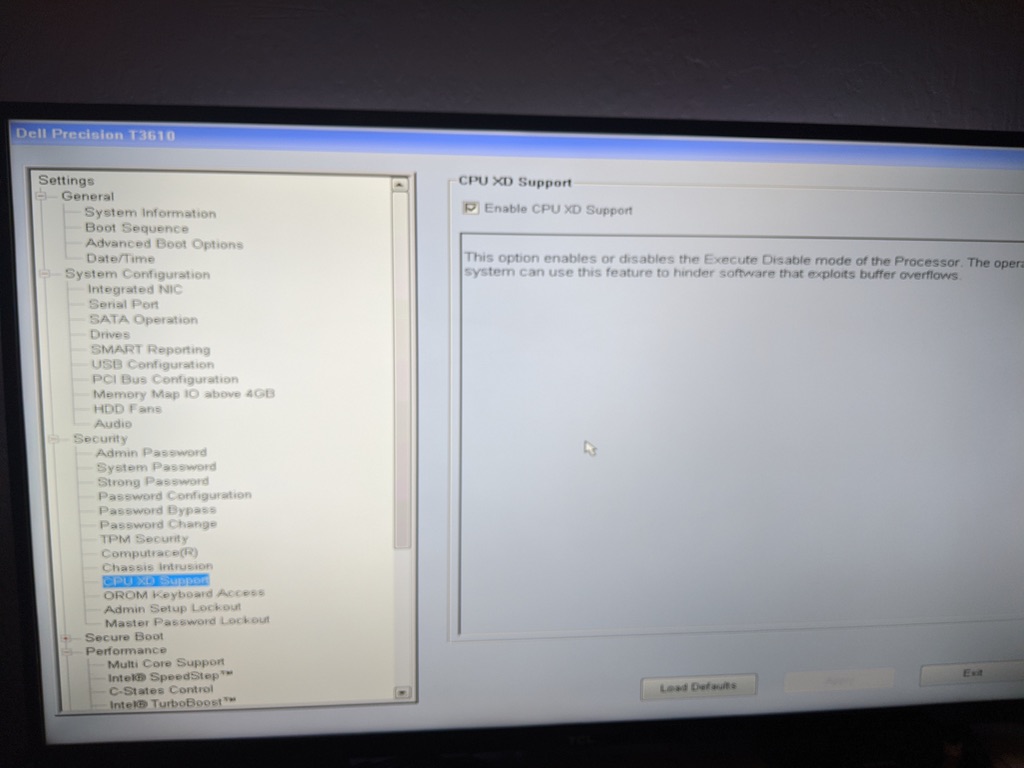 Dell Precision T3610
Settings
General
System Information
Boot Sequence
Advanced Boot Options
Date/Time
System Configuration
Integrated NIC
Serial Port
SATA Operation
Drives
SMART Reporting
USB Configuration
PCI Bus Configuration
Memory Map IO above 4GB
HDD Fans
Audio
Security
Admin Password
System Password
Strong Password
Password Configuration
Password Bypass
Password Change
TPM Security
Computrace(R)
Chassis Intrusion
CPU XD Support
OROM Keyboard Access
Admin Setup Lockout
Master Password Lockout
Secure Boot
Performance
Multi Core Support
Intel® SpeedStep™
C-States Control
Intel® TurboBoost™
CPU XD Support
Enable CPU XD Support
This option enables or disables the Execute Disable mode of the Processor. The opera
system can use this feature to hinder software that exploits buffer overflows.
Load Defaults
Exit